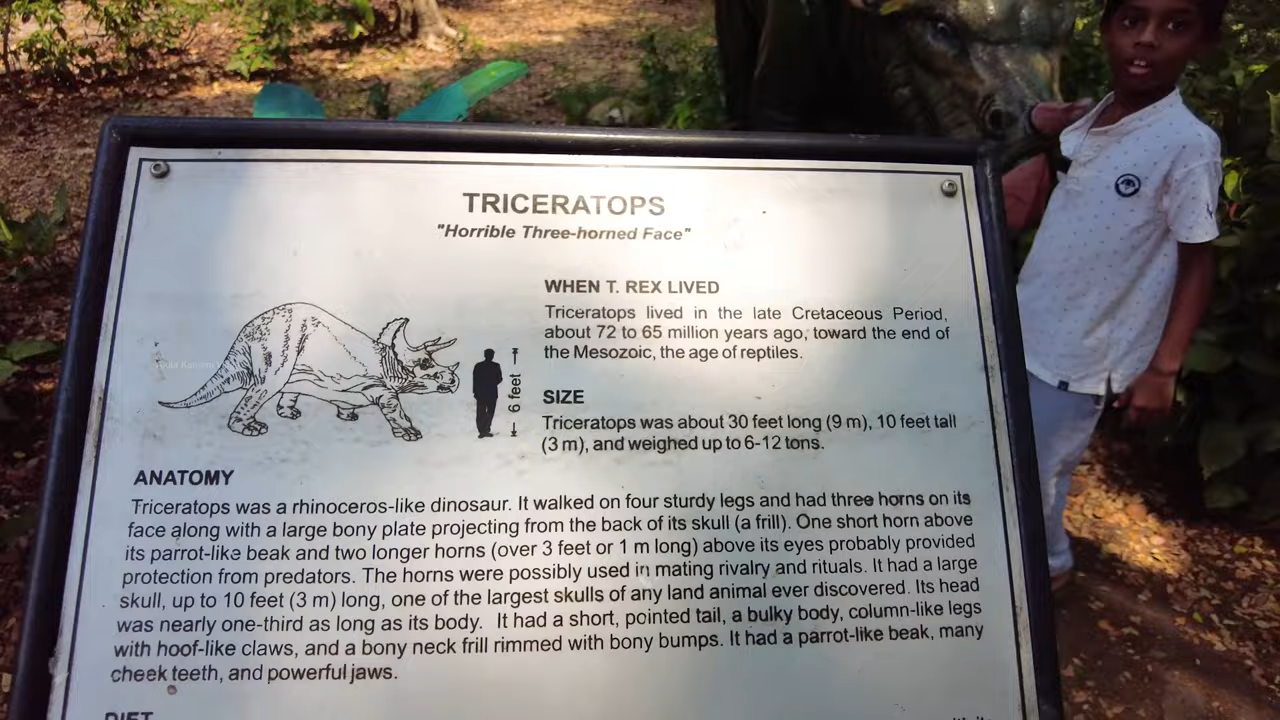 TRICERATOPS
"Horrible Three-horned Face"
WHEN T. REX LIVED
Triceratops lived in the late Cretaceous Period,
about 72 to 65 million years ago, toward the end of
the Mesozoic, the age of reptiles.
6 feet
SIZE
Triceratops was about 30 feet long (9 m), 10 feet tall
(3 m), and weighed up to 6-12 tons.
ANATOMY
Triceratops was a rhinoceros-like dinosaur. It walked on four sturdy legs and had three horns on its
face along with a large bony plate projecting from the back of its skull (a frill). One short horn above
its parrot-like beak and two longer horns (over 3 feet or 1 m long) above its eyes probably provided
protection from predators. The horns were possibly used in mating rivalry and rituals. It had a large
skull, up to 10 feet (3 m) long, one of the largest skulls of any land animal ever discovered. Its head
was nearly one-third as long as its body. It had a short, pointed tail, a bulky body, column-like legs
with hoof-like claws, and a bony neck frill rimmed with bony bumps. It had a parrot-like beak, many
cheek teeth, and powerful jaws.
DIET